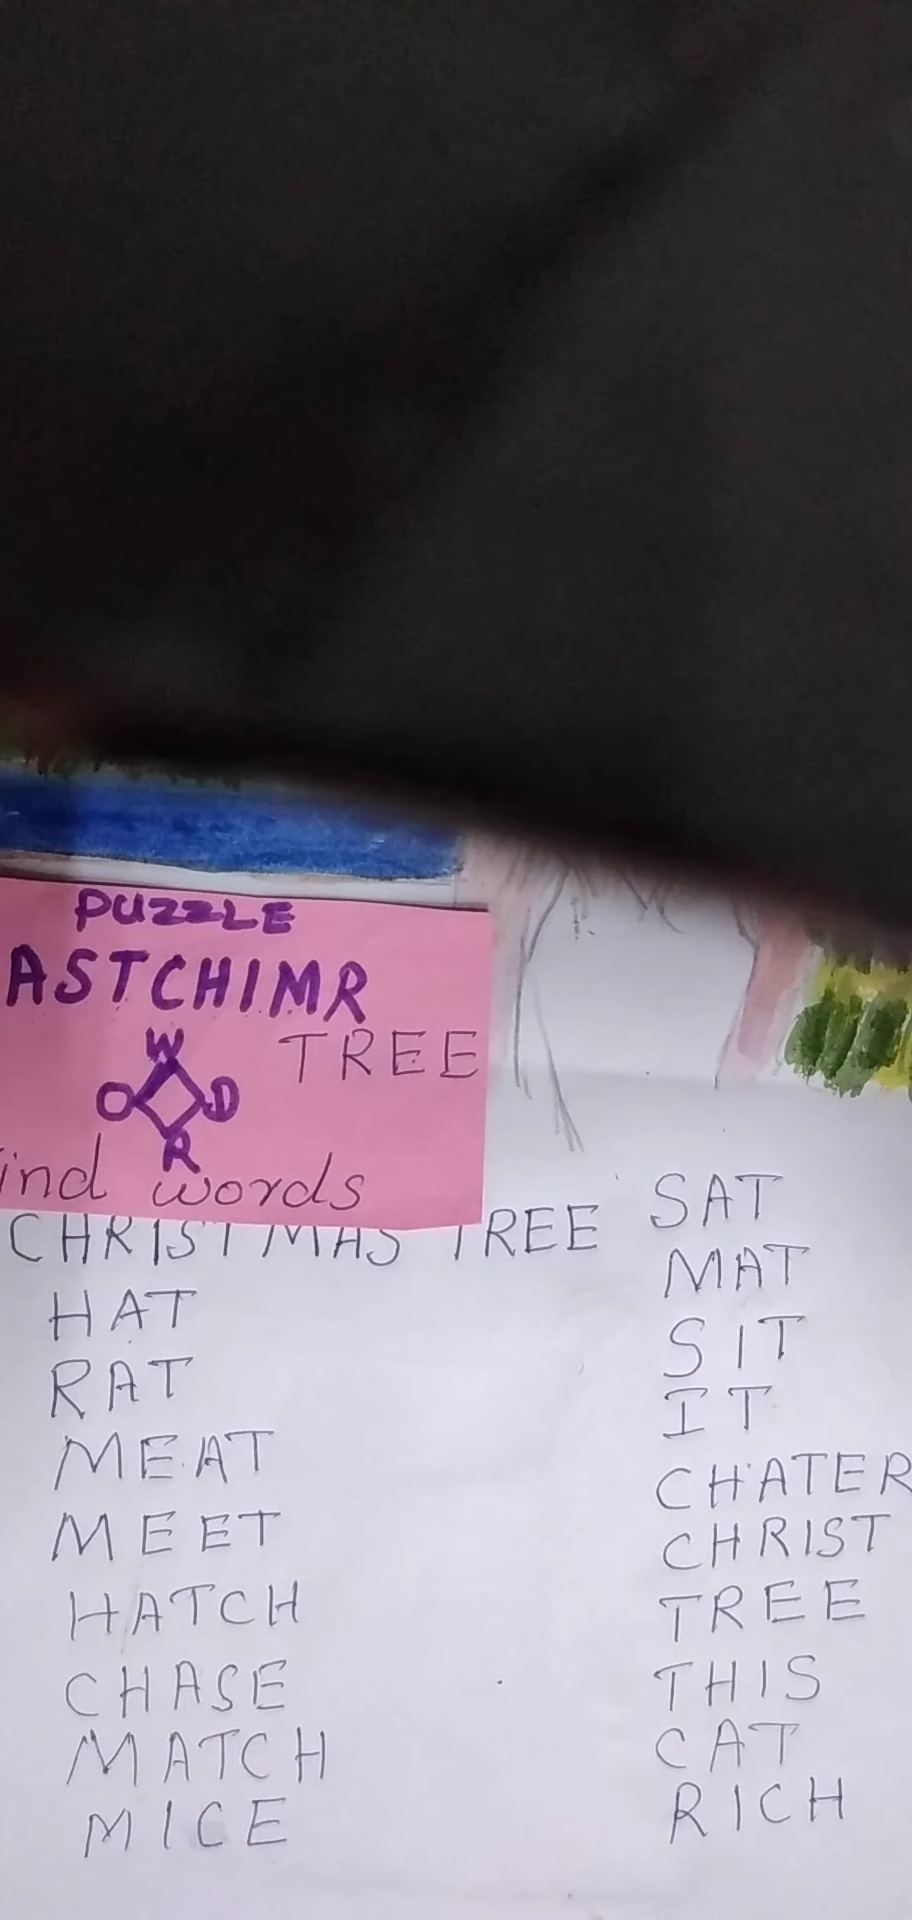 PUZZLE
ASTCHIMR
TREE
W
O D
R
ind words
CHRISTMAS TREE
HAT
RAT
MEAT
MEET
HATCH
CHASE
MATCH
MICE
SAT
MAT
SIT
IT
CHATER
CHRIST
TREE
THIS
CAT
RICH